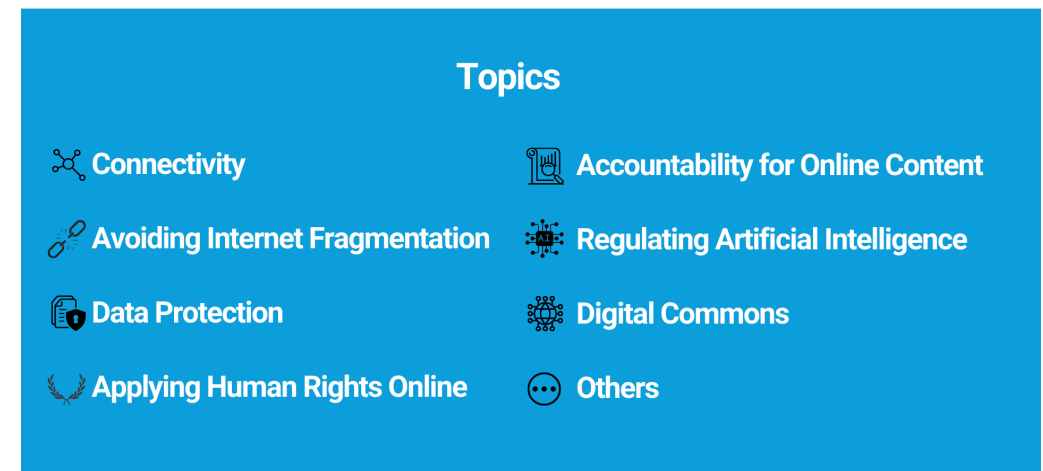 Topics
Connectivity
Avoiding Internet Fragmentation
Data Protection
Applying Human Rights Online
Accountability for Online Content
AI
Regulating Artificial Intelligence
Digital Commons
Others